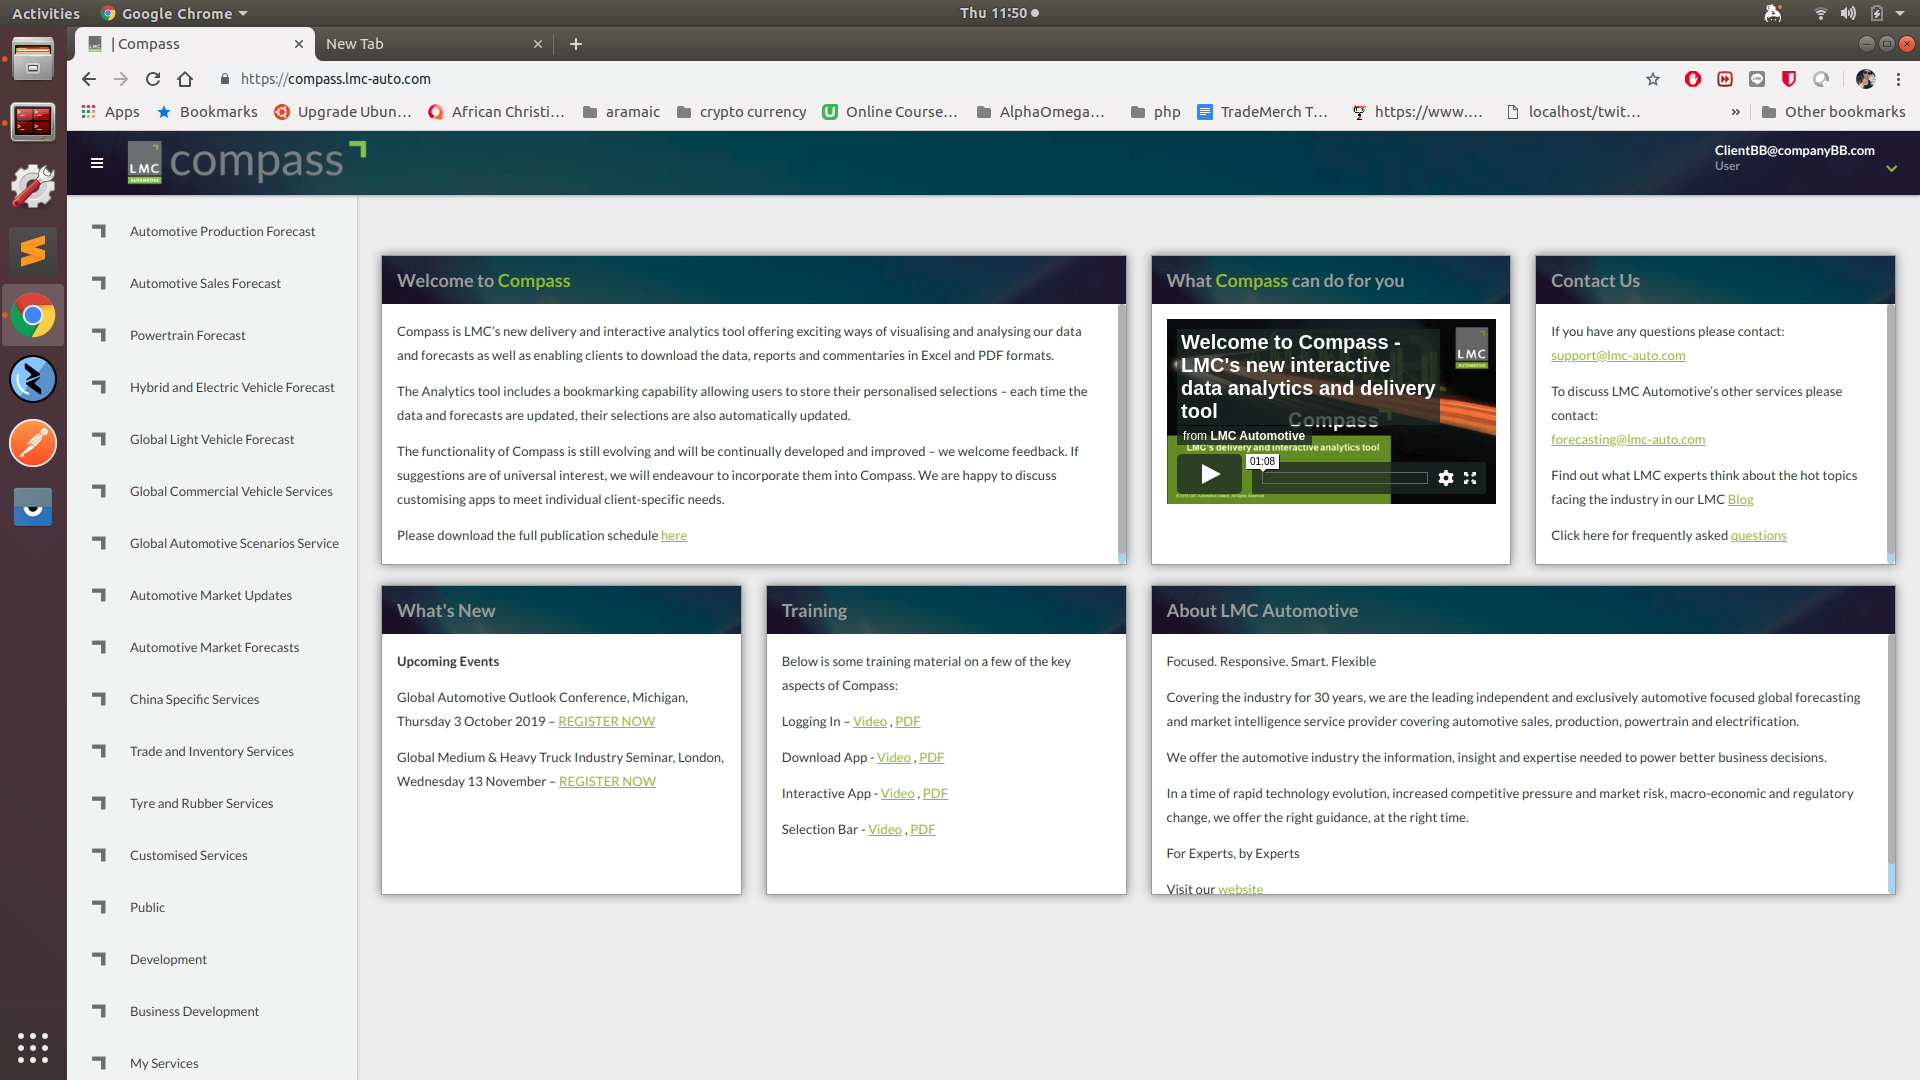 Activities
Google Chrome
Thu 11:50
| Compass
New Tab
https://compass.lmc-auto.com
Apps
Bookmarks
Upgrade Ubun...
African Christi...
aramaic
crypto currency
Online Course...
AlphaOmega...
php
TradeMerch T...
https://www....
localhost/twit...
»
Other bookmarks
LMC
AUTOMOTIVE
compass
ClientBB@companyBB.com
User
Automotive Production Forecast
Automotive Sales Forecast
Powertrain Forecast
Hybrid and Electric Vehicle Forecast
Global Light Vehicle Forecast
Global Commercial Vehicle Services
Global Automotive Scenarios Service
Automotive Market Updates
Automotive Market Forecasts
China Specific Services
Trade and Inventory Services
Tyre and Rubber Services
Customised Services
Public
Development
Business Development
My Services
Welcome to Compass
Compass is LMC's new delivery and interactive analytics tool offering exciting ways of visualising and analysing our data
and forecasts as well as enabling clients to download the data, reports and commentaries in Excel and PDF formats.
The Analytics tool includes a bookmarking capability allowing users to store their personalised selections – each time the
data and forecasts are updated, their selections are also automatically updated.
The functionality of Compass is still evolving and will be continually developed and improved – we welcome feedback. If
suggestions are of universal interest, we will endeavour to incorporate them into Compass. We are happy to discuss
customising apps to meet individual client-specific needs.
Please download the full publication schedule here
What Compass can do for you
Welcome to Compass -
LMC's new interactive
data analytics and delivery
tool
LMC
Compass
from LMC Automotive
LMC's delivery and interactive analytics tool
01:08
Contact Us
If you have any questions please contact:
support@lmc-auto.com
To discuss LMC Automotive's other services please
contact:
forecasting@lmc-auto.com
Find out what LMC experts think about the hot topics
facing the industry in our LMC Blog
Click here for frequently asked questions
What's New
Upcoming Events
Global Automotive Outlook Conference, Michigan,
Thursday 3 October 2019 – REGISTER NOW
Global Medium & Heavy Truck Industry Seminar, London,
Wednesday 13 November – REGISTER NOW
Training
Below is some training material on a few of the key
aspects of Compass:
Logging In – Video , PDF
Download App - Video , PDF
Interactive App - Video , PDF
Selection Bar - Video , PDF
About LMC Automotive
Focused. Responsive. Smart. Flexible
Covering the industry for 30 years, we are the leading independent and exclusively automotive focused global forecasting
and market intelligence service provider covering automotive sales, production, powertrain and electrification.
We offer the automotive industry the information, insight and expertise needed to power better business decisions.
In a time of rapid technology evolution, increased competitive pressure and market risk, macro-economic and regulatory
change, we offer the right guidance, at the right time.
For Experts, by Experts
Visit our website